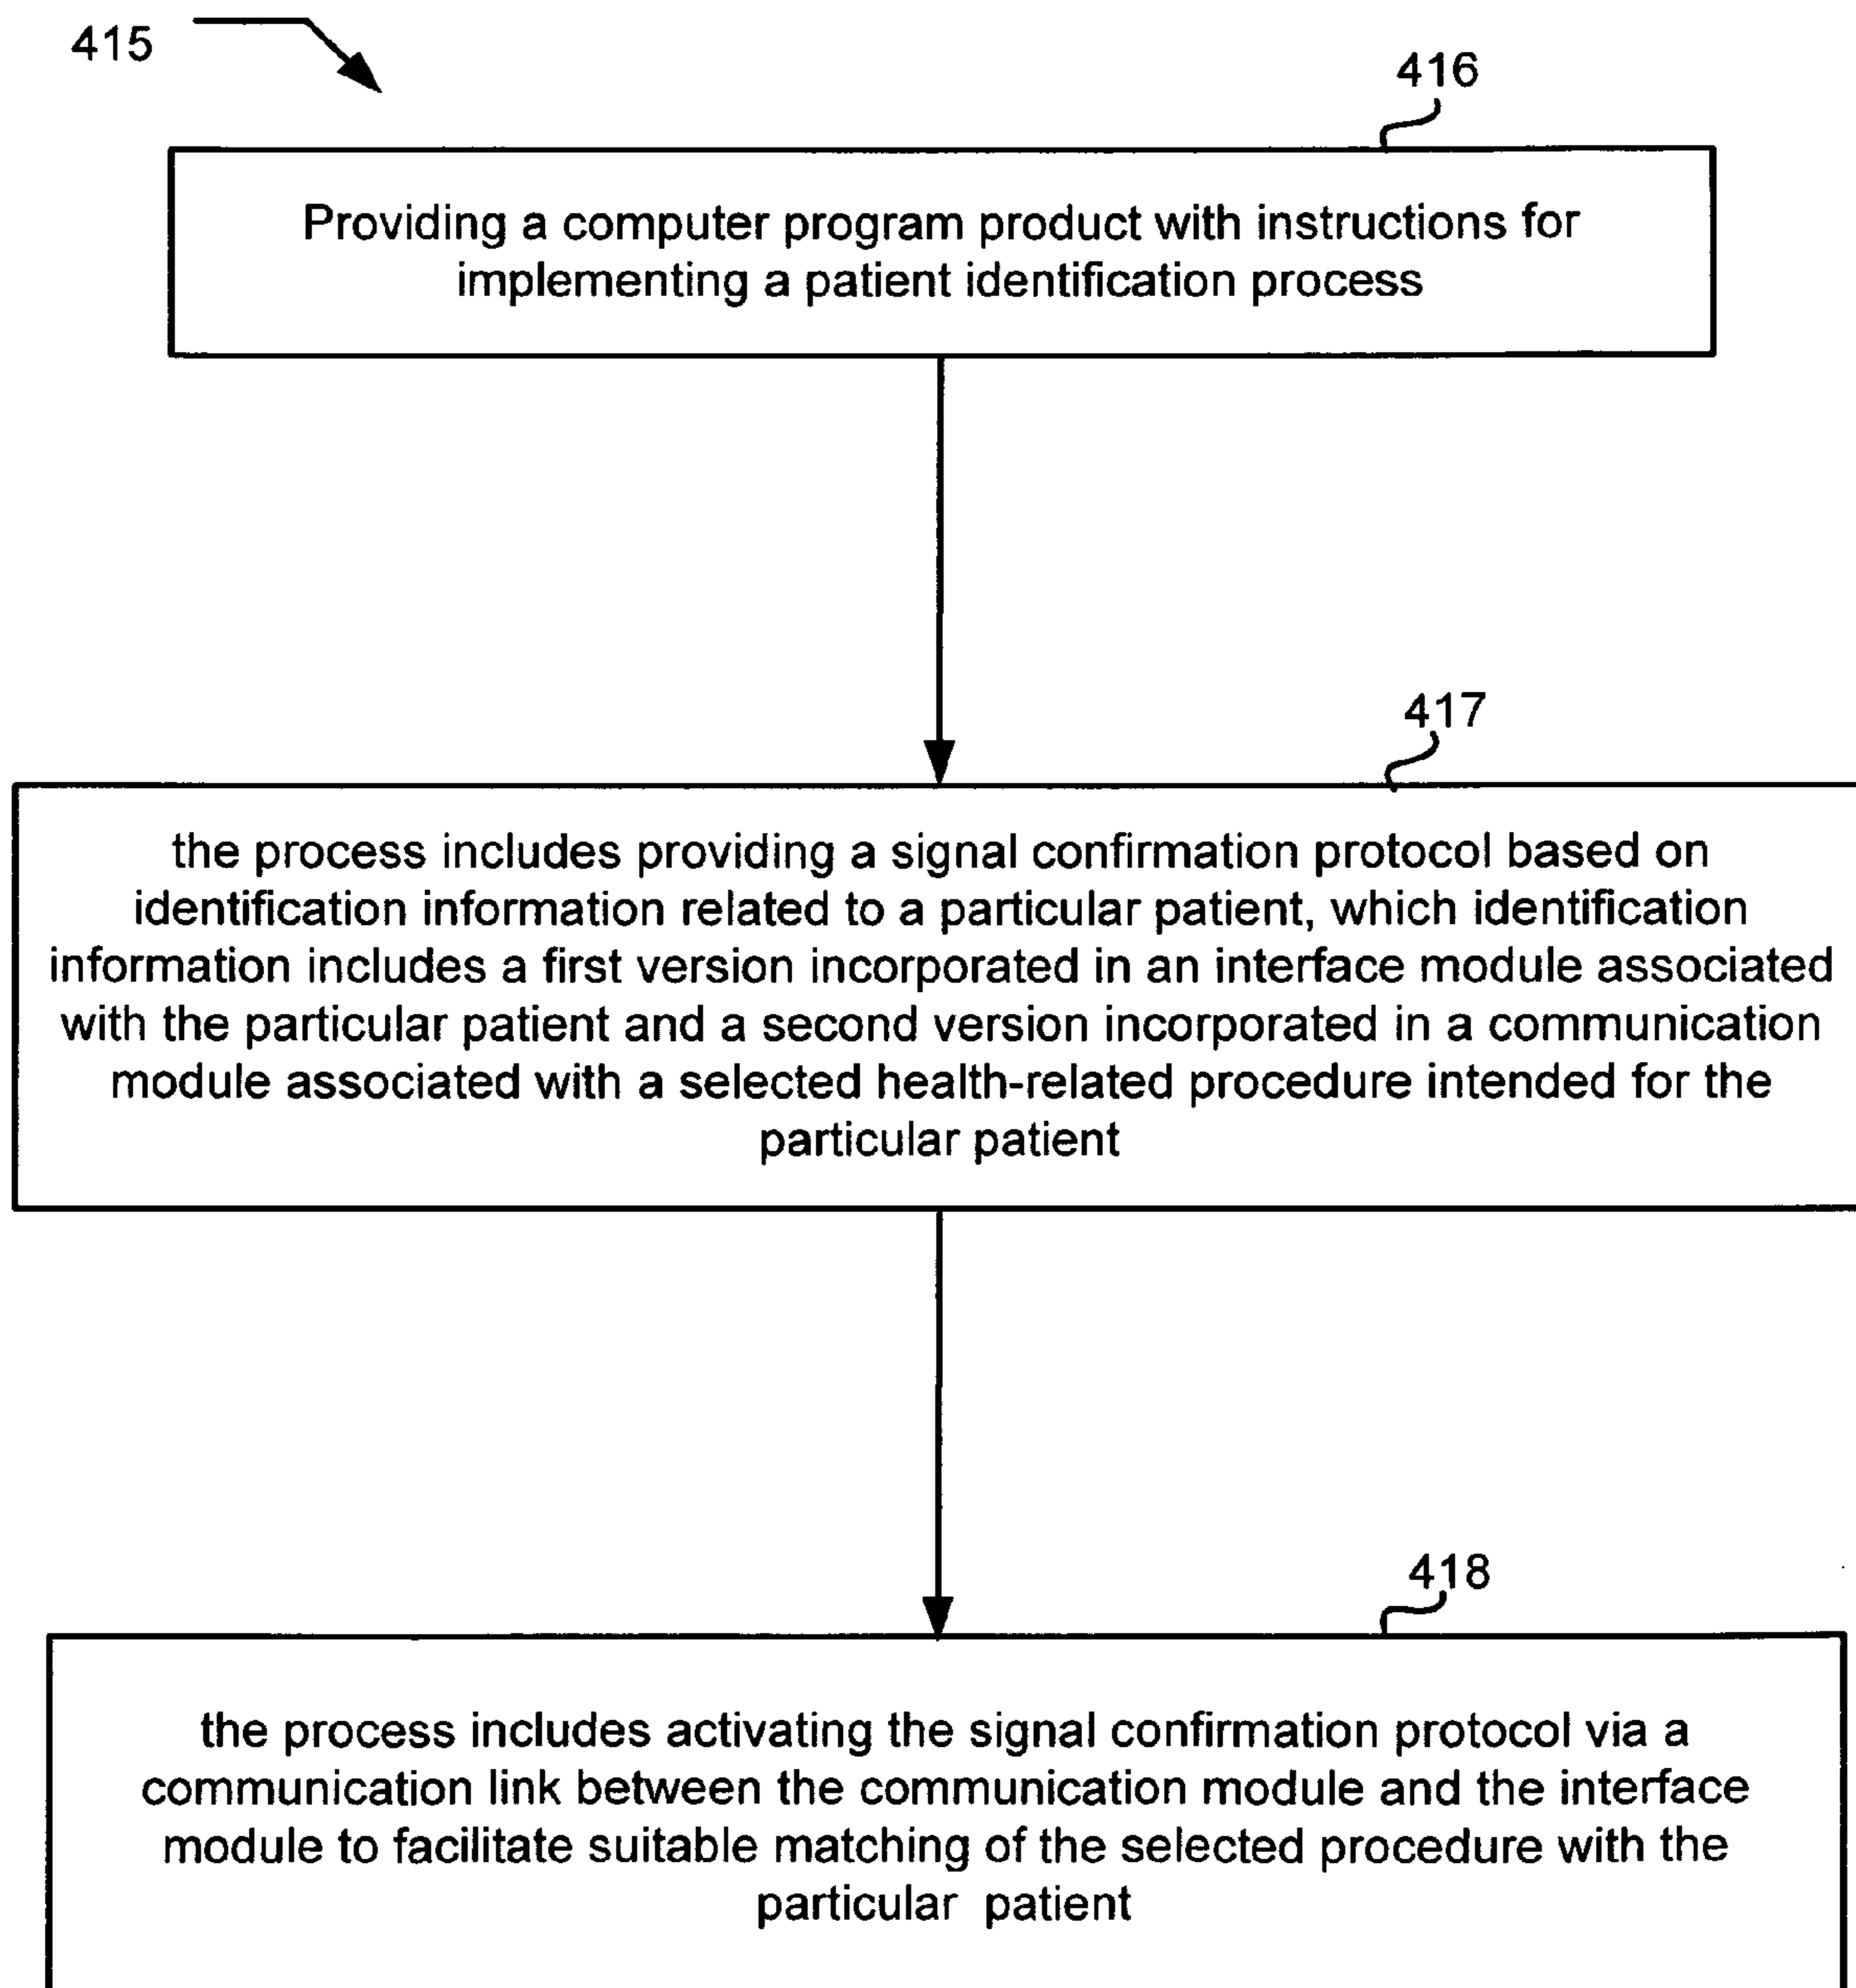 415
416
Providing a computer program product with instructions for
implementing a patient identification process
417
the process includes providing a signal confirmation protocol based on
identification information related to a particular patient, which identification
information includes a first version incorporated in an interface module associated
with the particular patient and a second version incorporated in a communication
module associated with a selected health-related procedure intended for the
particular patient
418
the process includes activating the signal confirmation protocol via a
communication link between the communication module and the interface
module to facilitate suitable matching of the selected procedure with the
particular patient